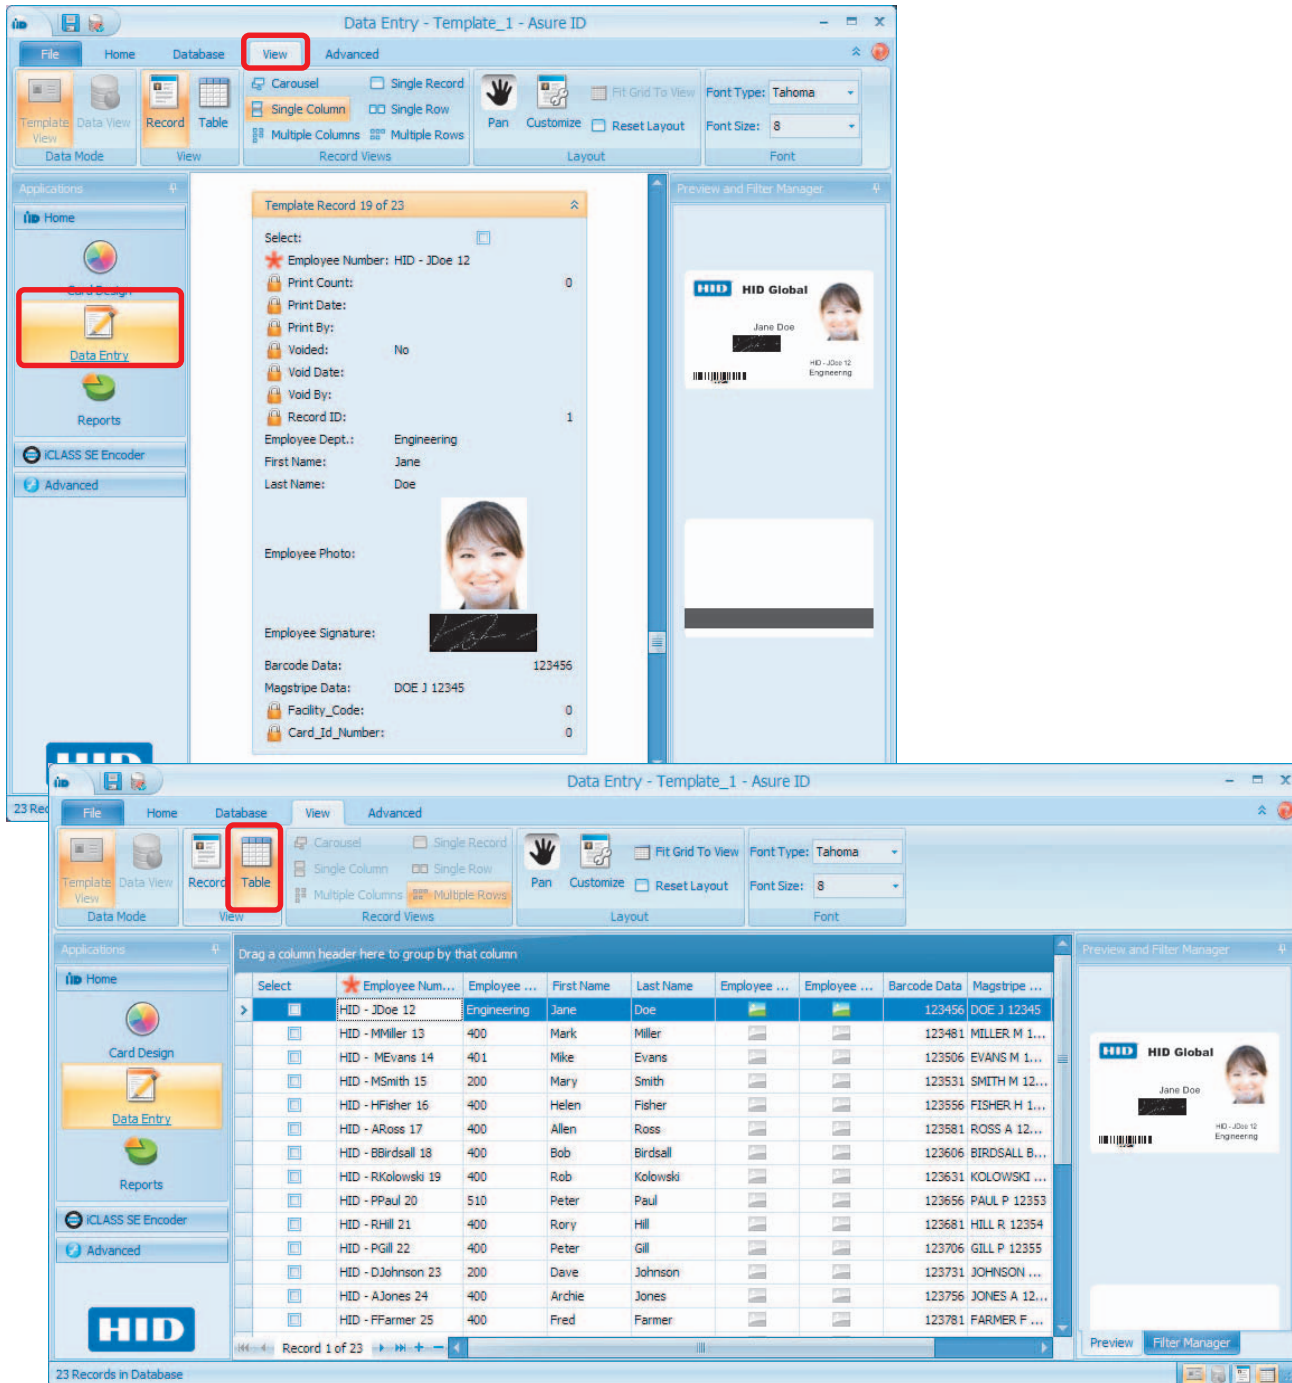 Data Entry - Template_1 - Asure ID
File Home Database View Advanced
Template View Data View
Data Mode
Record Table
View
Carousel Single Record
Single Column Single Row
Multiple Columns Multiple Rows
Record Views
Pan Customize Fit Grid To View
Reset Layout
Layout
Font Type: Tahoma
Font Size: 8
Font
Applications
Home
Card Design
Data Entry
Reports
iCLASS SE Encoder
Advanced
HID
23 Rec
Template Record 19 of 23
Select:
Employee Number: HID - JDoe 12
Print Count: 0
Print Date:
Print By:
Voided: No
Void Date:
Void By:
Record ID: 1
Employee Dept.: Engineering
First Name: Jane
Last Name: Doe
Employee Photo:
Employee Signature:
Barcode Data: 123456
Magstripe Data: DOE J 12345
Facility_Code: 0
Card_Id_Number: 0
Preview and Filter Manager
HID HID Global
Jane Doe
HID - JDoe 12
Engineering
Data Entry - Template_1 - Asure ID
File Home Database View Advanced
Template View Data View
Data Mode
Record Table
View
Carousel Single Record
Single Column Single Row
Multiple Columns Multiple Rows
Record Views
Pan Customize Fit Grid To View
Reset Layout
Layout
Font Type: Tahoma
Font Size: 8
Font
Applications
Home
Card Design
Data Entry
Reports
iCLASS SE Encoder
Advanced
HID
Drag a column header here to group by that column
Select Employee Num... Employee ... First Name Last Name Employee ... Employee ... Barcode Data Magstripe ...
HID - JDoe 12 Engineering Jane Doe 123456 DOE J 12345
HID - MMiller 13 400 Mark Miller 123481 MILLER M 1...
HID - MEvans 14 401 Mike Evans 123506 EVANS M 1...
HID - MSmith 15 200 Mary Smith 123531 SMITH M 12...
HID - HFisher 16 400 Helen Fisher 123556 FISHER H 1...
HID - ARoss 17 400 Allen Ross 123581 ROSS A 12...
HID - BBirdsall 18 400 Bob Birdsall 123606 BIRDSALL B...
HID - RKolowski 19 400 Rob Kolowski 123631 KOLOWSKI ...
HID - PPaul 20 510 Peter Paul 123656 PAUL P 12353
HID - RHill 21 400 Rory Hill 123681 HILL R 12354
HID - PGill 22 400 Peter Gill 123706 GILL P 12355
HID - DJohnson 23 200 Dave Johnson 123731 JOHNSON ...
HID - AJones 24 400 Archie Jones 123756 JONES A 12...
HID - FFarmer 25 400 Fred Farmer 123781 FARMER F ...
Record 1 of 23
Preview and Filter Manager
HID HID Global
Jane Doe
HID - JDoe 12
Engineering
Preview Filter Manager
23 Records in Database